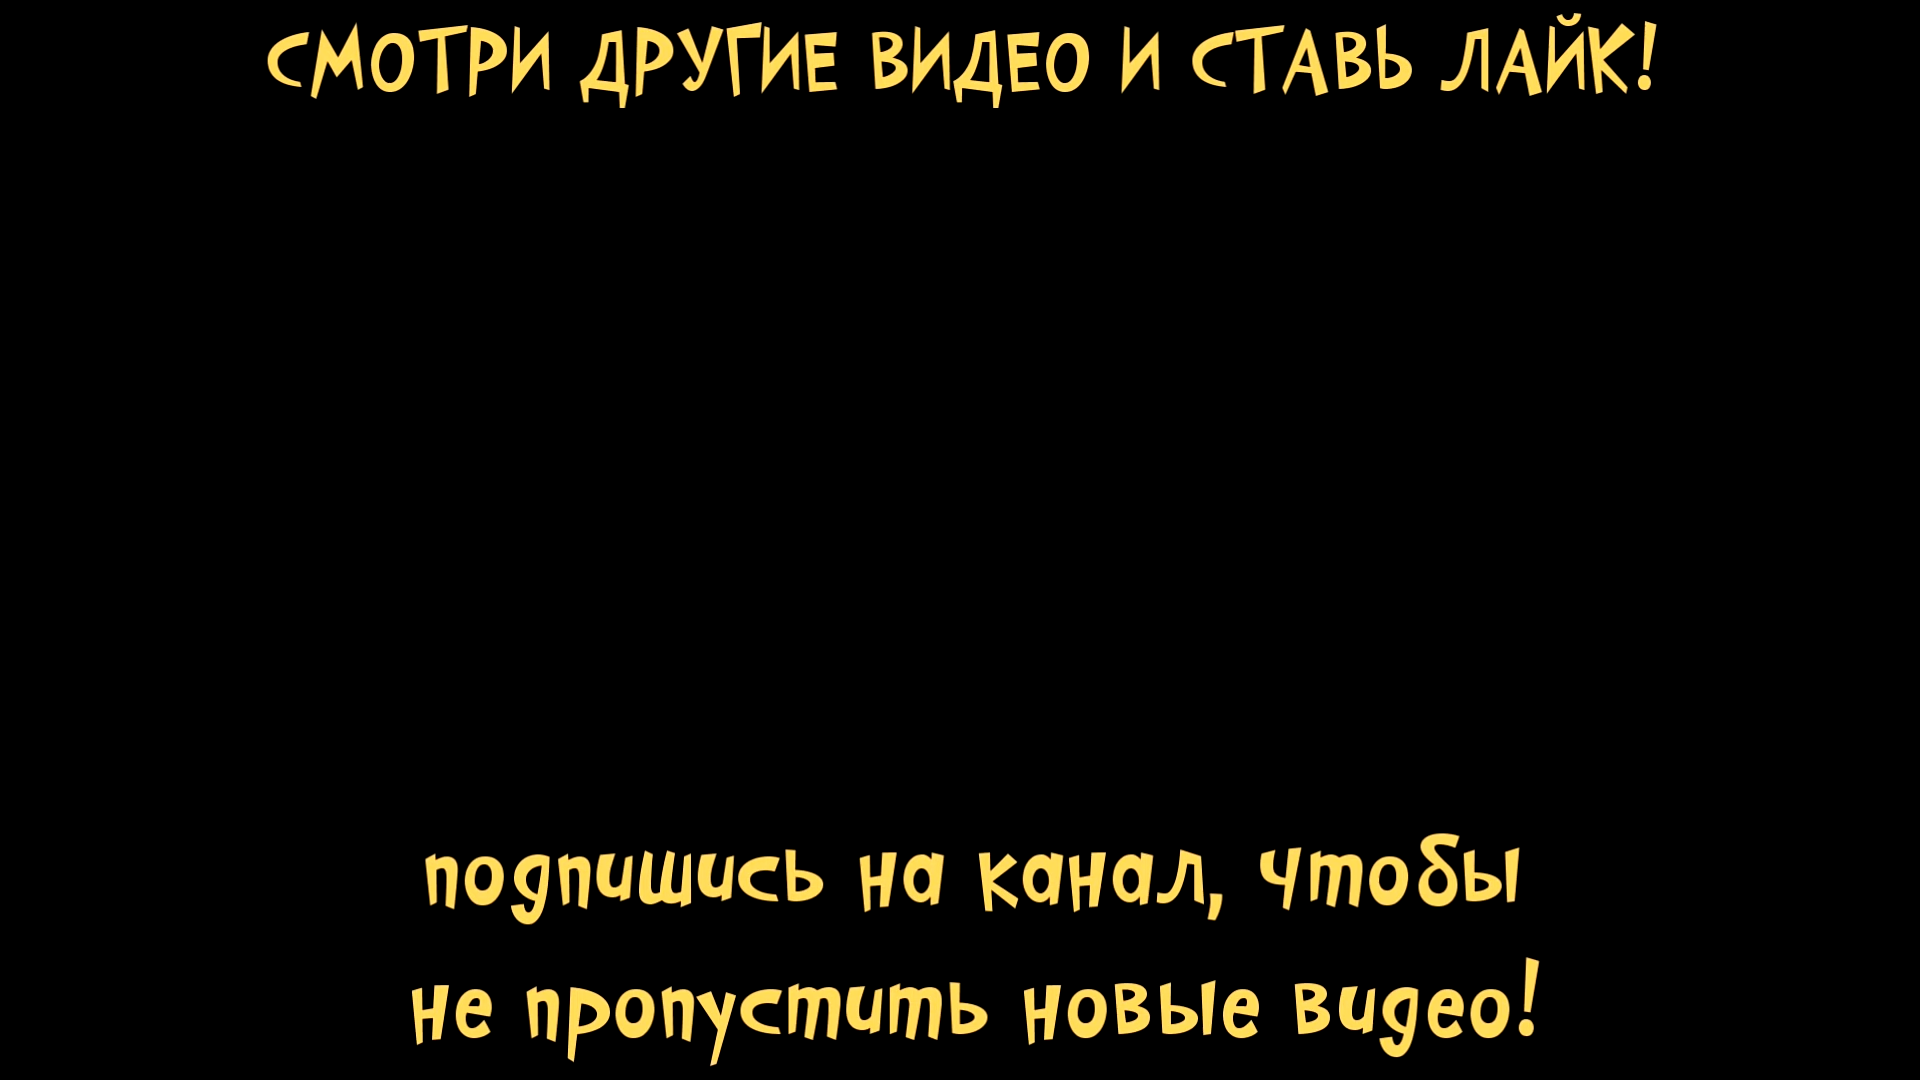 СМОТРИ ДРУГИЕ ВИДЕО И СТАВЬ ЛАЙК!
подпишись на канал, чтобы
не пропустить новые видео!